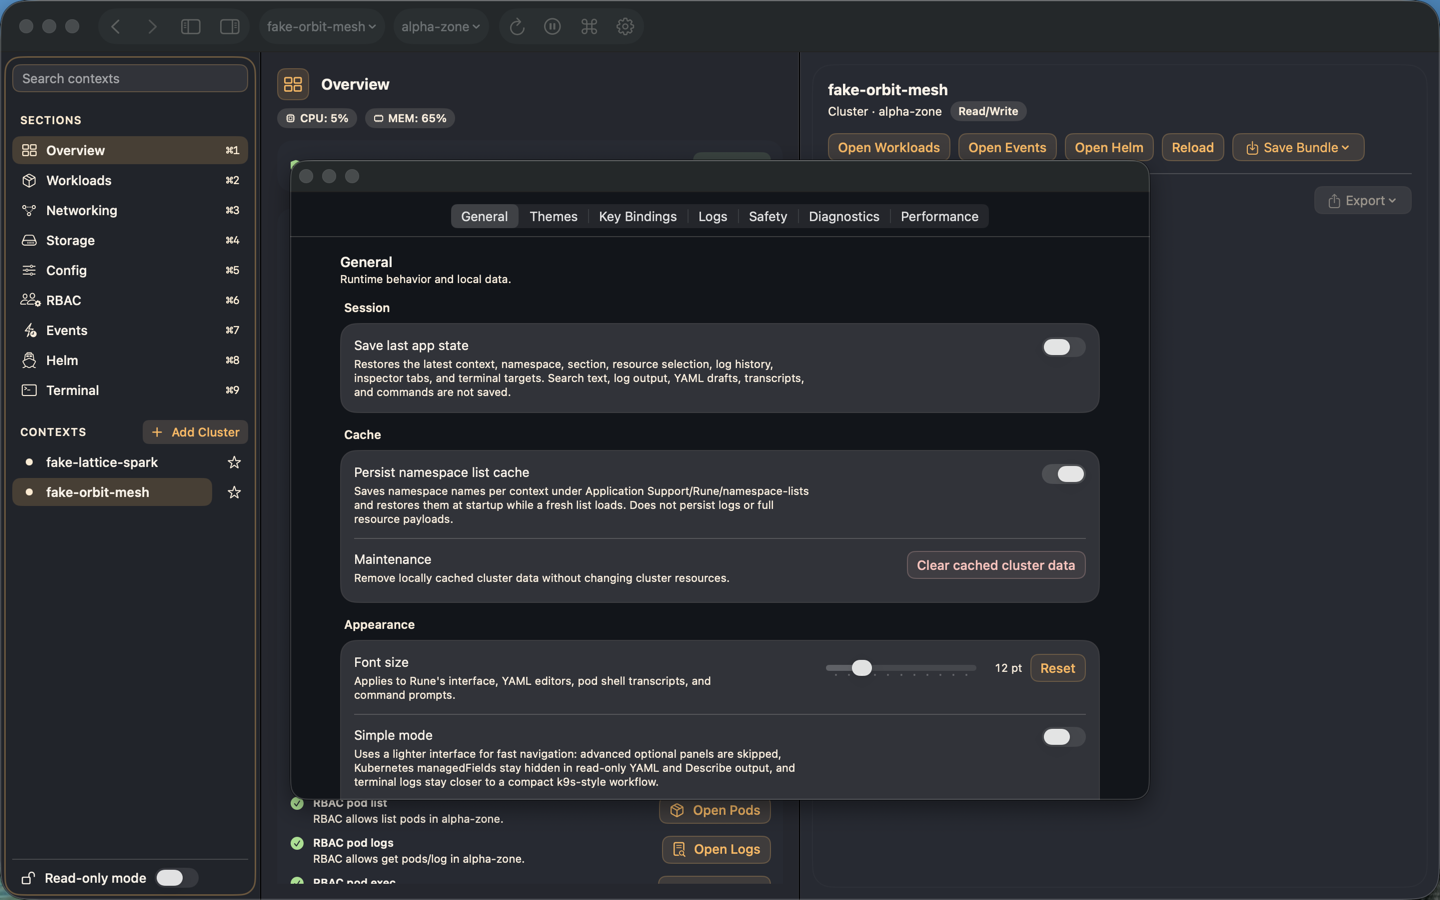 fake-orbit-mesh
alpha-zone
Search contexts
SECTIONS
Overview ⌘1
Workloads ⌘2
Networking ⌘3
Storage ⌘4
Config ⌘5
RBAC ⌘6
Events ⌘7
Helm ⌘8
Terminal ⌘9
CONTEXTS
Add Cluster
fake-lattice-spark
fake-orbit-mesh
Read-only mode
Overview
CPU: 5%
MEM: 65%
fake-orbit-mesh
Cluster · alpha-zone
Read/Write
Open Workloads
Open Events
Open Helm
Reload
Save Bundle
Export
General
Themes
Key Bindings
Logs
Safety
Diagnostics
Performance
General
Runtime behavior and local data.
Session
Save last app state
Restores the latest context, namespace, section, resource selection, log history,
inspector tabs, and terminal targets. Search text, log output, YAML drafts, transcripts,
and commands are not saved.
Cache
Persist namespace list cache
Saves namespace names per context under Application Support/Rune/namespace-lists
and restores them at startup while a fresh list loads. Does not persist logs or full
resource payloads.
Maintenance
Remove locally cached cluster data without changing cluster resources.
Clear cached cluster data
Appearance
Font size
Applies to Rune's interface, YAML editors, pod shell transcripts, and
command prompts.
12 pt
Reset
Simple mode
Uses a lighter interface for fast navigation: advanced optional panels are skipped,
Kubernetes managedFields stay hidden in read-only YAML and Describe output, and
terminal logs stay closer to a compact k9s-style workflow.
RBAC pod list
RBAC allows list pods in alpha-zone.
Open Pods
RBAC pod logs
RBAC allows get pods/log in alpha-zone.
Open Logs
RBAC pod exec